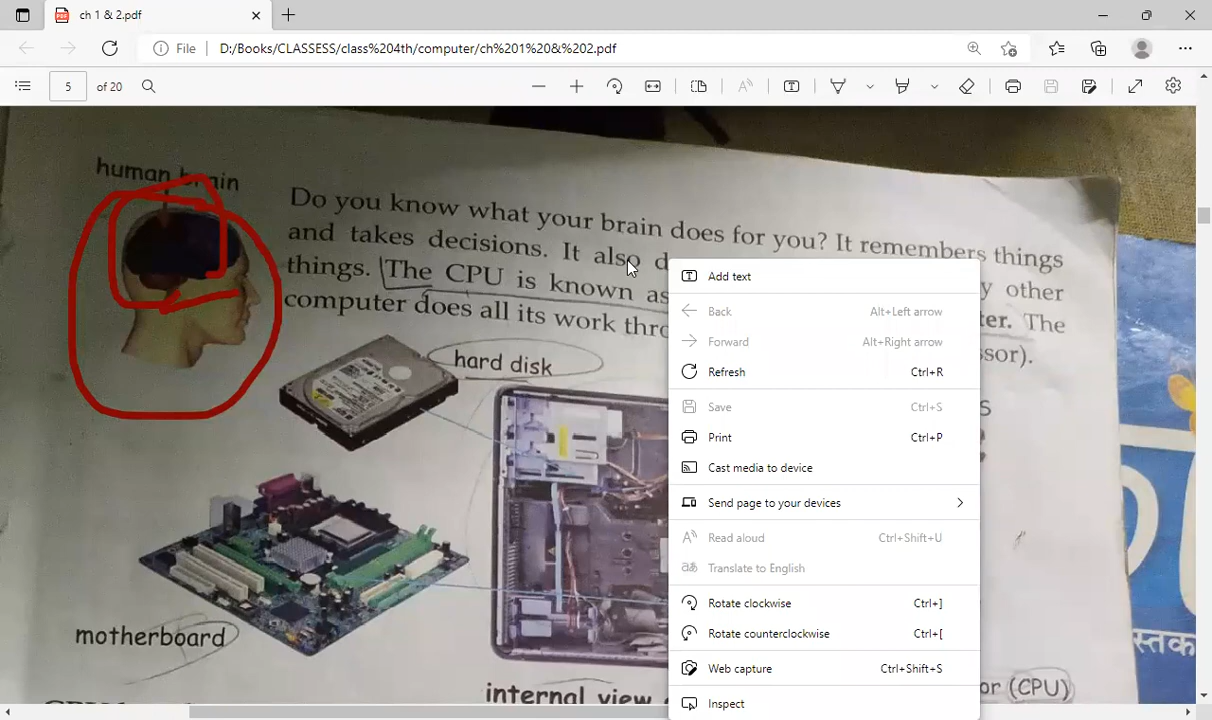 ch 1 & 2.pdf
File D:/Books/CLASSESS/class%204th/computer/ch%201%20&%202.pdf
5 of 20
human brain
Do you know what your brain does for you? It remembers things
and takes decisions. It also
things. The CPU is known as y other
computer does all its work thro ter. The
sor).
hard disk
motherboard
internal view
or (CPU)
स्तक
Add text
Back Alt+Left arrow
Forward Alt+Right arrow
Refresh Ctrl+R
Save Ctrl+S
Print Ctrl+P
Cast media to device
Send page to your devices
Read aloud Ctrl+Shift+U
Translate to English
Rotate clockwise Ctrl+]
Rotate counterclockwise Ctrl+[
Web capture Ctrl+Shift+S
Inspect